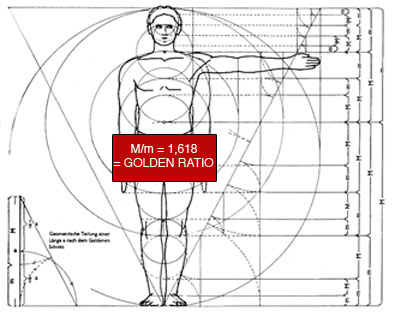 M/m = 1,618
= GOLDEN RATIO
Geometrische Teilung einer
Länge a nach dem Goldenen
Schnitt